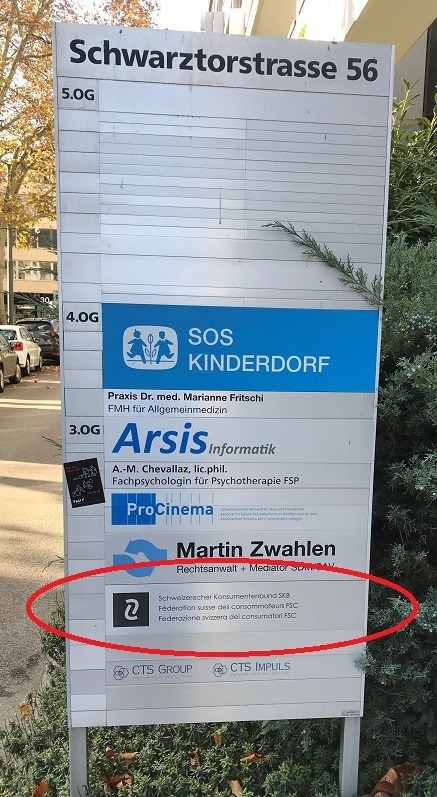 Schwarztorstrasse 56
5.OG
4.OG
SOS
KINDERDORF
Praxis Dr. med. Marianne Fritschi
FMH für Allgemeinmedizin
3.OG
Arsis Informatik
A.-M. Chevallaz, lic.phil.
Fachpsychologin für Psychotherapie FSP
ProCinema
Martin Zwahlen
Rechtsanwalt + Mediator
Schweizerischer Konsumentenbund SKB
Fédération suisse des consommateurs FSC
Federazione svizzera dei consumatori FSC
CTS GROUP CTS IMPULS